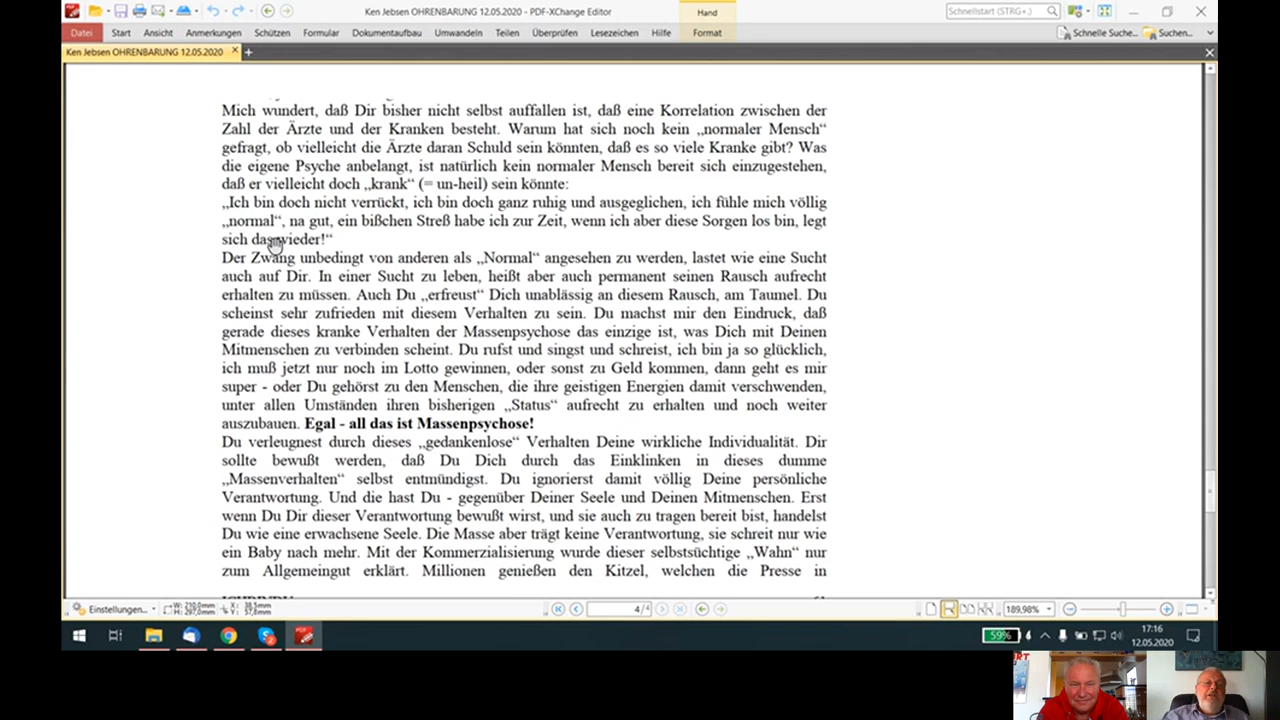 Ken Jebsen OHRENBARUNG 12.05.2020 - PDF-XChange Editor
Hand
Schnellstart (STRG+,)
Datei Start Ansicht Anmerkungen Schützen Formular Dokumentaufbau Umwandeln Teilen Überprüfen Lesezeichen Hilfe Format Schnelle Suche... Suchen...
Ken Jebsen OHRENBARUNG 12.05.2020
Mich wundert, daß Dir bisher nicht selbst auffallen ist, daß eine Korrelation zwischen der
Zahl der Ärzte und der Kranken besteht. Warum hat sich noch kein „normaler Mensch“
gefragt, ob vielleicht die Ärzte daran Schuld sein könnten, daß es so viele Kranke gibt? Was
die eigene Psyche anbelangt, ist natürlich kein normaler Mensch bereit sich einzugestehen,
daß er vielleicht doch „krank“ (= un-heil) sein könnte:
„Ich bin doch nicht verrückt, ich bin doch ganz ruhig und ausgeglichen, ich fühle mich völlig
„normal“, na gut, ein bißchen Streß habe ich zur Zeit, wenn ich aber diese Sorgen los bin, legt
sich das wieder!“
Der Zwang unbedingt von anderen als „Normal“ angesehen zu werden, lastet wie eine Sucht
auch auf Dir. In einer Sucht zu leben, heißt aber auch permanent seinen Rausch aufrecht
erhalten zu müssen. Auch Du „erfreust“ Dich unablässig an diesem Rausch, am Taumel. Du
scheinst sehr zufrieden mit diesem Verhalten zu sein. Du machst mir den Eindruck, daß
gerade dieses kranke Verhalten der Massenpsychose das einzige ist, was Dich mit Deinen
Mitmenschen zu verbinden scheint. Du rufst und singst und schreist, ich bin ja so glücklich,
ich muß jetzt nur noch im Lotto gewinnen, oder sonst zu Geld kommen, dann geht es mir
super - oder Du gehörst zu den Menschen, die ihre geistigen Energien damit verschwenden,
unter allen Umständen ihren bisherigen „Status“ aufrecht zu erhalten und noch weiter
auszubauen. Egal - all das ist Massenpsychose!
Du verleugnest durch dieses „gedankenlose“ Verhalten Deine wirkliche Individualität. Dir
sollte bewußt werden, daß Du Dich durch das Einklinken in dieses dumme
„Massenverhalten“ selbst entmündigst. Du ignorierst damit völlig Deine persönliche
Verantwortung. Und die hast Du - gegenüber Deiner Seele und Deinen Mitmenschen. Erst
wenn Du Dir dieser Verantwortung bewußt wirst, und sie auch zu tragen bereit bist, handelst
Du wie eine erwachsene Seele. Die Masse aber trägt keine Verantwortung, sie schreit nur wie
ein Baby nach mehr. Mit der Kommerzialisierung wurde dieser selbstsüchtige „Wahn“ nur
zum Allgemeingut erklärt. Millionen genießen den Kitzel, welchen die Presse in
Einstellungen... W: 210,0mm X: 38,5mm 4/4 189,98%
H: 297,0mm Y: 57,8mm
59% 17:16
12.05.2020